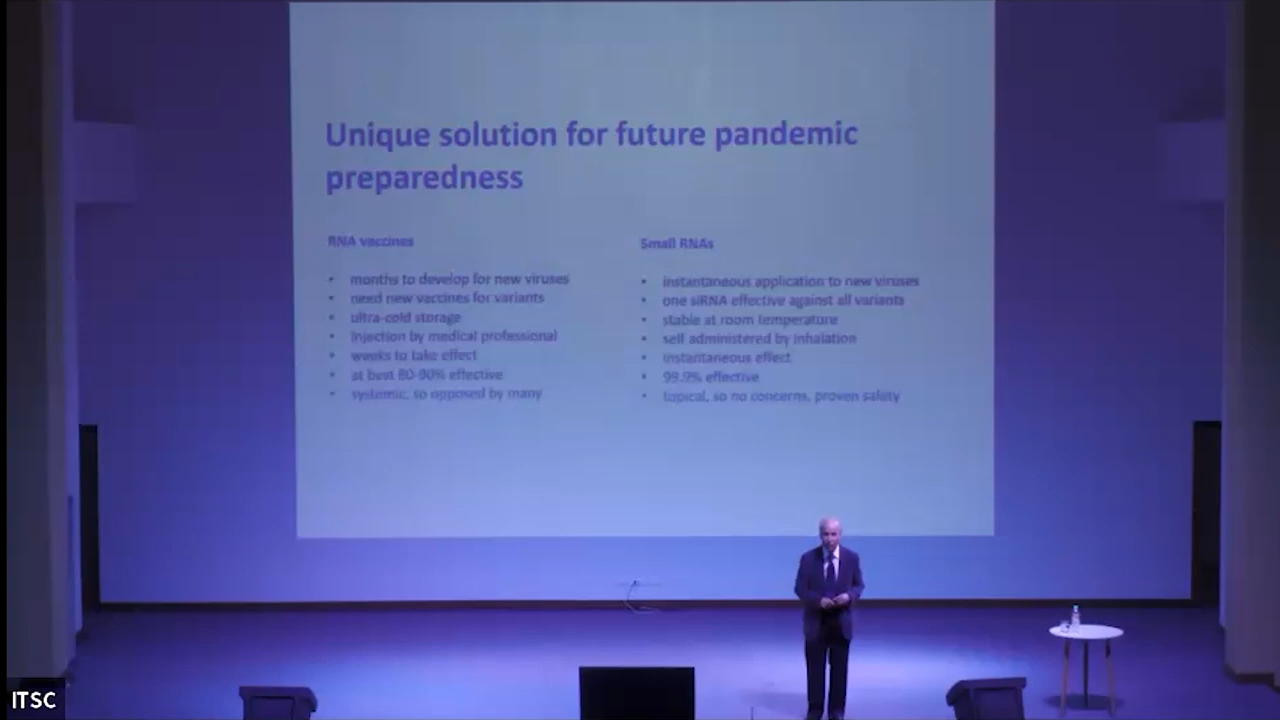 Unique solution for future pandemic
preparedness
RNA vaccines
• months to develop for new viruses
• need new vaccines for variants
• ultra-cold storage
• injection by medical professional
• weeks to take effect
• at best 80-90% effective
• systemic, so opposed by many
Small RNAs
• instantaneous application to new viruses
• one siRNA effective against all variants
• stable at room temperature
• self administered by inhalation
• instantaneous effect
• 99.9% effective
• topical, so no concerns, proven safety
ITSC